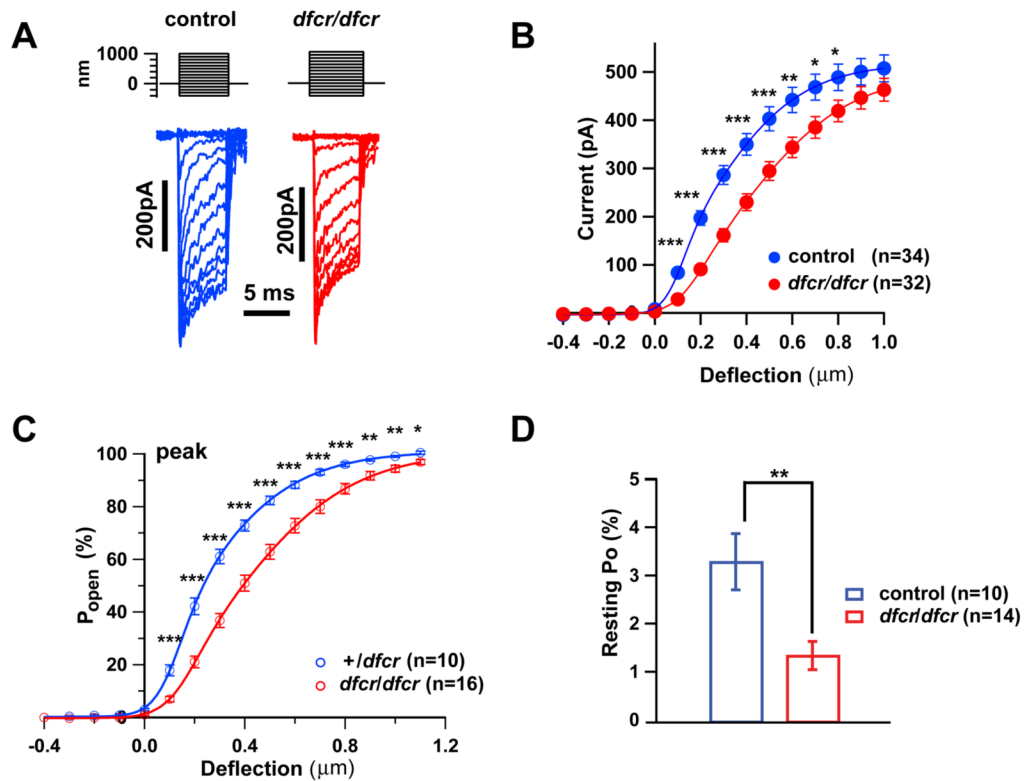 A
control
dfcr/dfcr
nm
1000
0
200pA
200pA
5 ms
B
Current (pA)
500
400
300
200
100
***
***
***
***
***
**
*
*
control (n=34)
dfcr/dfcr (n=32)
-0.4
-0.2
0.0
0.2
0.4
0.6
0.8
1.0
Deflection (μm)
C
peak
Popen (%)
100
80
60
40
20
***
***
***
***
***
***
***
***
**
**
*
+/dfcr (n=10)
dfcr/dfcr (n=16)
-0.4
0.0
0.4
0.8
1.2
Deflection (μm)
D
Resting Po (%)
5
4
3
2
1
0
**
control (n=10)
dfcr/dfcr (n=14)